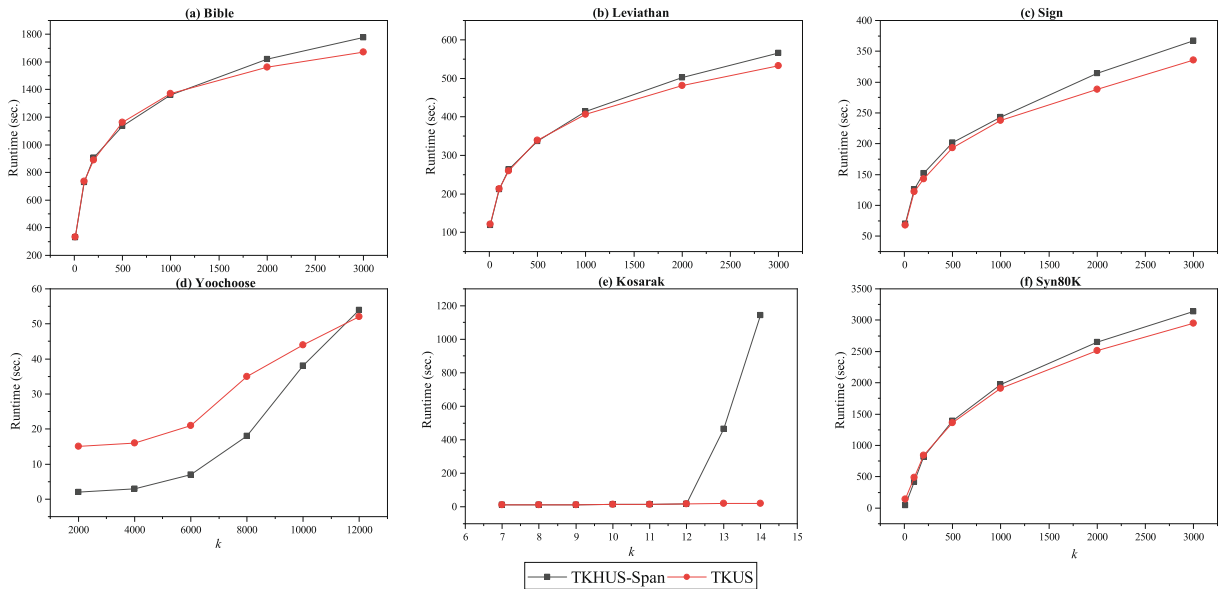 (a) Bible
Runtime (sec.)
1800
1600
1400
1200
1000
800
600
400
200
0 500 1000 1500 2000 2500 3000
(b) Leviathan
Runtime (sec.)
600
500
400
300
200
100
0 500 1000 1500 2000 2500 3000
(c) Sign
Runtime (sec.)
400
350
300
250
200
150
100
50
0 500 1000 1500 2000 2500 3000
(d) Yoochoose
Runtime (sec.)
60
50
40
30
20
10
0
2000 4000 6000 8000 10000 12000
k
(e) Kosarak
Runtime (sec.)
1200
1000
800
600
400
200
0
6 7 8 9 10 11 12 13 14 15
k
(f) Syn80K
Runtime (sec.)
3500
3000
2500
2000
1500
1000
500
0
0 500 1000 1500 2000 2500 3000
k
TKHUS-Span TKUS